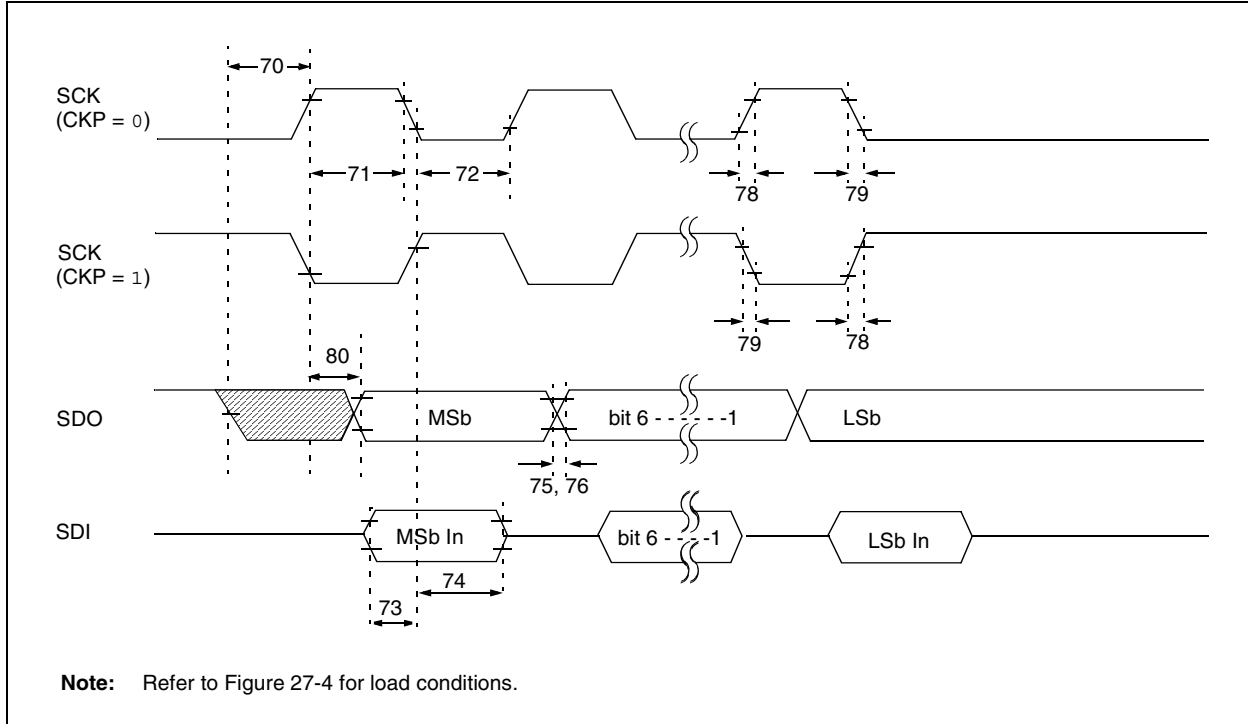 70
SCK
(CKP = 0)
71
72
78
79
SCK
(CKP = 1)
79
78
80
SDO
MSb
bit 6 - - - - - - -1
LSb
75, 76
SDI
MSb In
bit 6 - - - - -1
LSb In
74
73
Note: Refer to Figure 27-4 for load conditions.